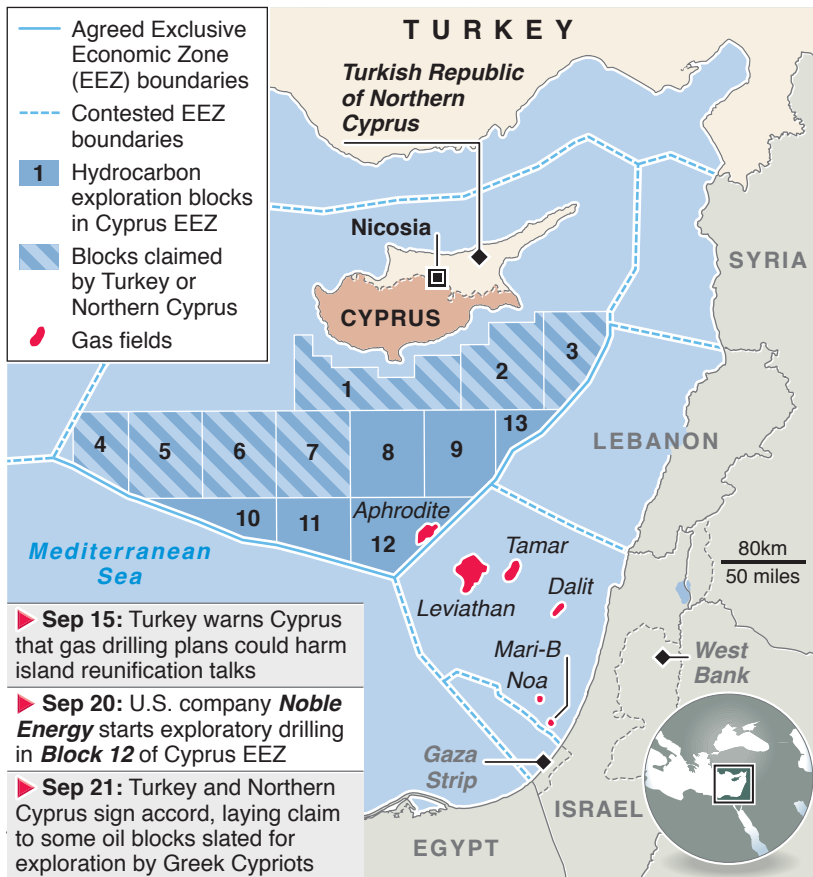 Agreed Exclusive
Economic Zone
(EEZ) boundaries
Contested EEZ
boundaries
1 Hydrocarbon
exploration blocks
in Cyprus EEZ
Blocks claimed
by Turkey or
Northern Cyprus
Gas fields
TURKEY
Turkish Republic
of Northern
Cyprus
Nicosia
CYPRUS
SYRIA
LEBANON
1
2
3
4
5
6
7
8
9
13
10
11
12
Aphrodite
Mediterranean
Sea
Tamar
Leviathan
Dalit
Mari-B
Noa
80km
50 miles
West
Bank
Gaza
Strip
ISRAEL
EGYPT
Sep 15: Turkey warns Cyprus
that gas drilling plans could harm
island reunification talks
Sep 20: U.S. company Noble
Energy starts exploratory drilling
in Block 12 of Cyprus EEZ
Sep 21: Turkey and Northern
Cyprus sign accord, laying claim
to some oil blocks slated for
exploration by Greek Cypriots